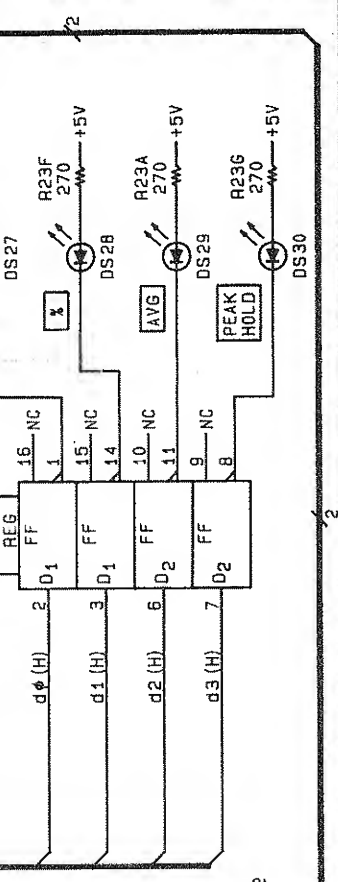 2
DS27
R23F
270
+5V
DS28
%
R23A
270
+5V
DS29
AVG
R23G
270
+5V
DS30
PEAK
HOLD
REG
FF
D1
16 NC
1
2
dφ (H)
FF
D1
15 NC
14
3
d1 (H)
FF
D2
10 NC
11
6
d2 (H)
FF
D2
9 NC
8
7
d3 (H)
2